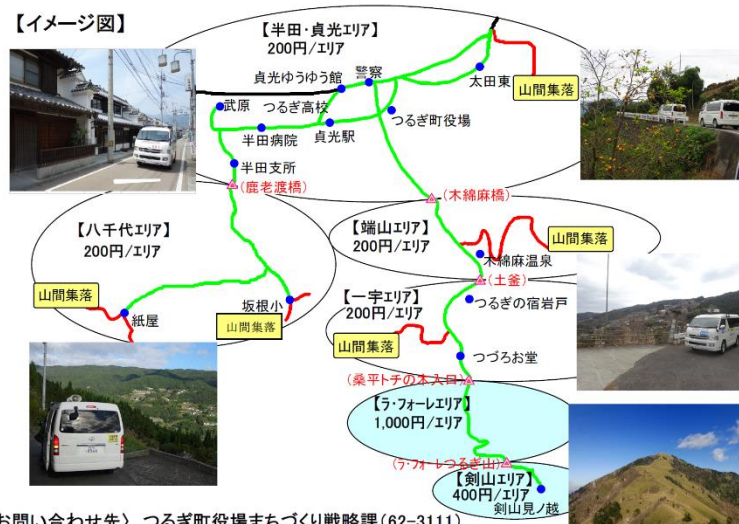 【イメージ図】
【半田・貞光エリア】
200円/エリア
貞光ゆうゆう館
警察
太田東
山間集落
武原
つるぎ高校
つるぎ町役場
半田病院
貞光駅
半田支所
(鹿老渡橋)
(木綿麻橋)
【八千代エリア】
200円/エリア
【端山エリア】
200円/エリア
山間集落
木綿麻温泉
(土釜)
山間集落
坂根小
紙屋
山間集落
【一宇エリア】
200円/エリア
つるぎの宿岩戸
山間集落
つづろお堂
(桑平トチの木入口)
【ラ・フォーレエリア】
1,000円/エリア
(ラ・フォーレつるぎ山)
【剣山エリア】
400円/エリア
剣山見ノ越
お問い合わせ先〉 つるぎ町役場まちづくり戦略課(62-3111)